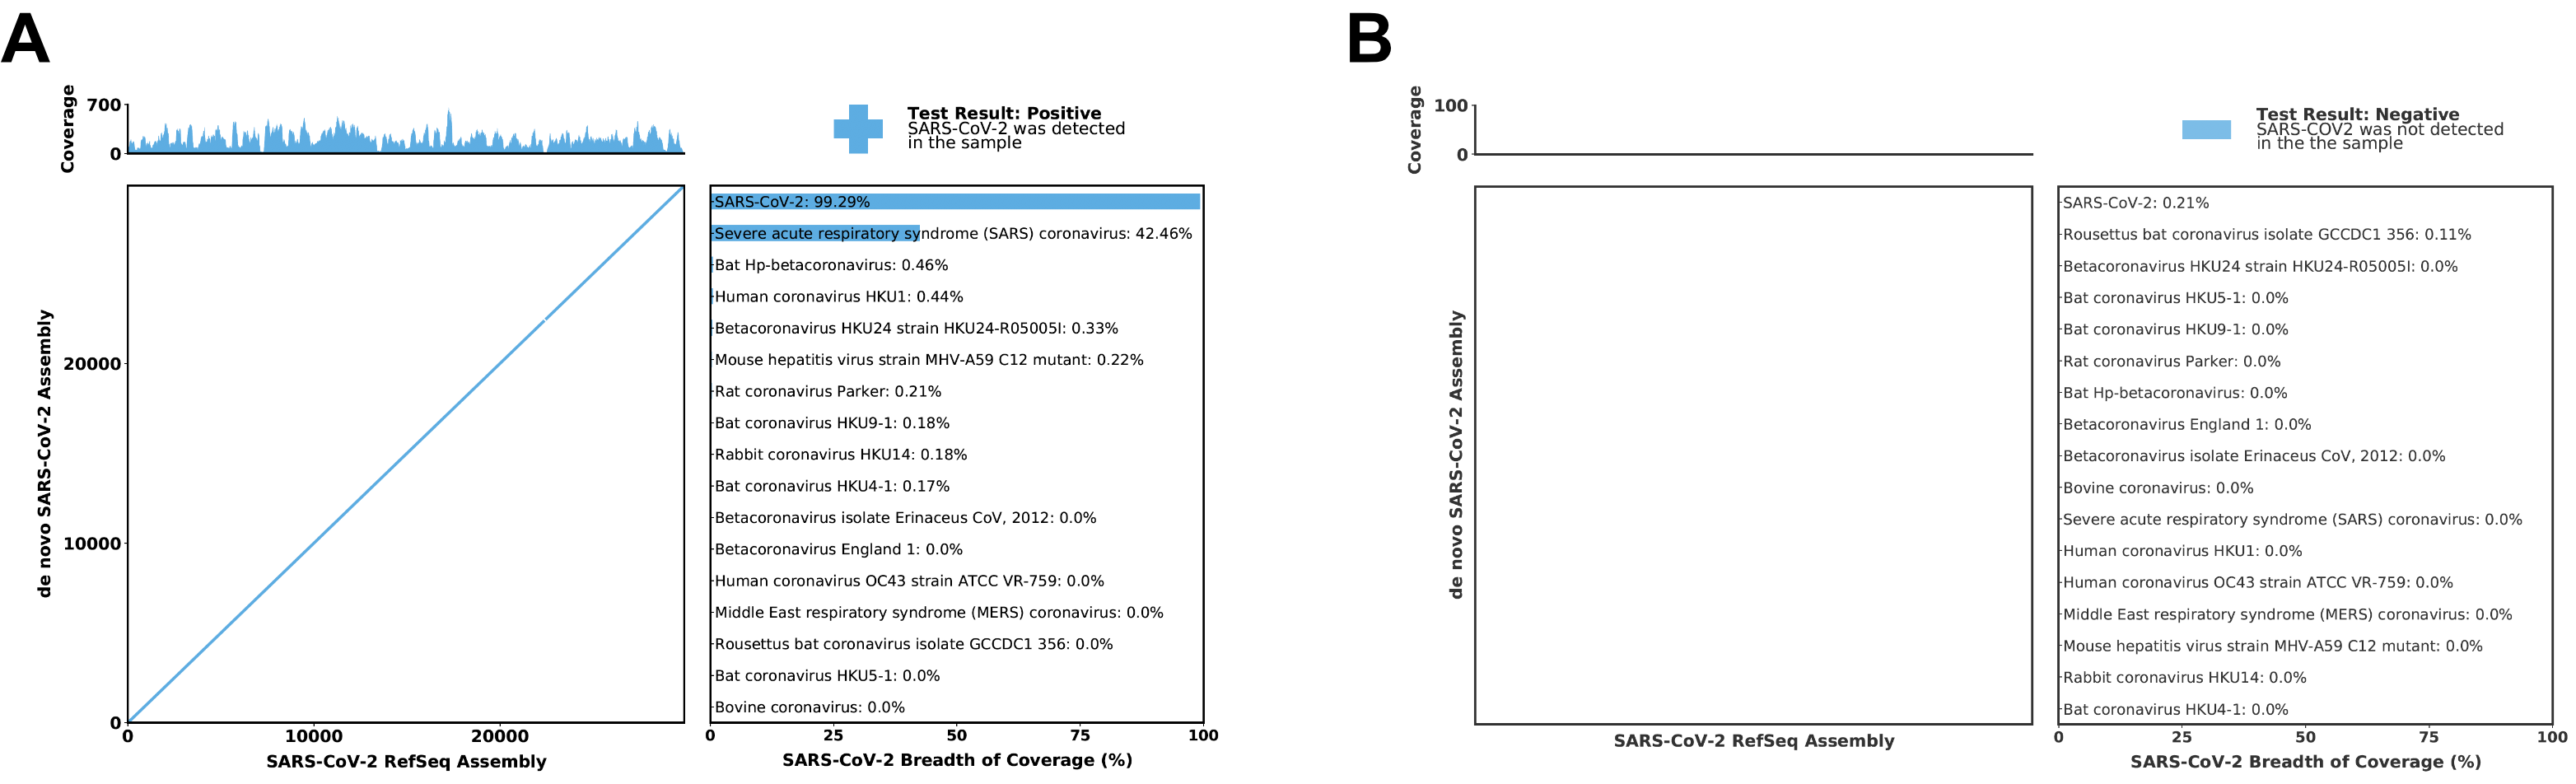 A
Coverage
700
0
Test Result: Positive
SARS-CoV-2 was detected
in the sample
de novo SARS-CoV-2 Assembly
20000
10000
0
0
10000
20000
SARS-CoV-2 RefSeq Assembly
SARS-CoV-2: 99.29%
Severe acute respiratory syndrome (SARS) coronavirus: 42.46%
Bat Hp-betacoronavirus: 0.46%
Human coronavirus HKU1: 0.44%
Betacoronavirus HKU24 strain HKU24-R05005I: 0.33%
Mouse hepatitis virus strain MHV-A59 C12 mutant: 0.22%
Rat coronavirus Parker: 0.21%
Bat coronavirus HKU9-1: 0.18%
Rabbit coronavirus HKU14: 0.18%
Bat coronavirus HKU4-1: 0.17%
Betacoronavirus isolate Erinaceus CoV, 2012: 0.0%
Betacoronavirus England 1: 0.0%
Human coronavirus OC43 strain ATCC VR-759: 0.0%
Middle East respiratory syndrome (MERS) coronavirus: 0.0%
Rousettus bat coronavirus isolate GCCDC1 356: 0.0%
Bat coronavirus HKU5-1: 0.0%
Bovine coronavirus: 0.0%
0
25
50
75
100
SARS-CoV-2 Breadth of Coverage (%)
B
Coverage
100
0
Test Result: Negative
SARS-COV2 was not detected
in the the sample
de novo SARS-CoV-2 Assembly
SARS-CoV-2 RefSeq Assembly
SARS-CoV-2: 0.21%
Rousettus bat coronavirus isolate GCCDC1 356: 0.11%
Betacoronavirus HKU24 strain HKU24-R05005I: 0.0%
Bat coronavirus HKU5-1: 0.0%
Bat coronavirus HKU9-1: 0.0%
Rat coronavirus Parker: 0.0%
Bat Hp-betacoronavirus: 0.0%
Betacoronavirus England 1: 0.0%
Betacoronavirus isolate Erinaceus CoV, 2012: 0.0%
Bovine coronavirus: 0.0%
Severe acute respiratory syndrome (SARS) coronavirus: 0.0%
Human coronavirus HKU1: 0.0%
Human coronavirus OC43 strain ATCC VR-759: 0.0%
Middle East respiratory syndrome (MERS) coronavirus: 0.0%
Mouse hepatitis virus strain MHV-A59 C12 mutant: 0.0%
Rabbit coronavirus HKU14: 0.0%
Bat coronavirus HKU4-1: 0.0%
0
25
50
75
100
SARS-CoV-2 Breadth of Coverage (%)